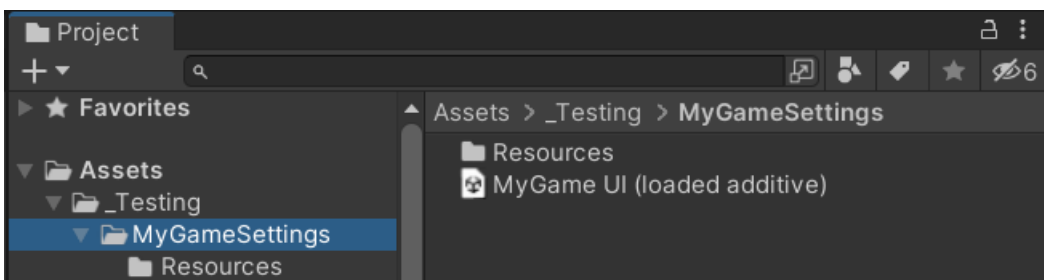 Project
6
Favorites
Assets > _Testing > MyGameSettings
Resources
MyGame UI (loaded additive)
Assets
_Testing
MyGameSettings
Resources